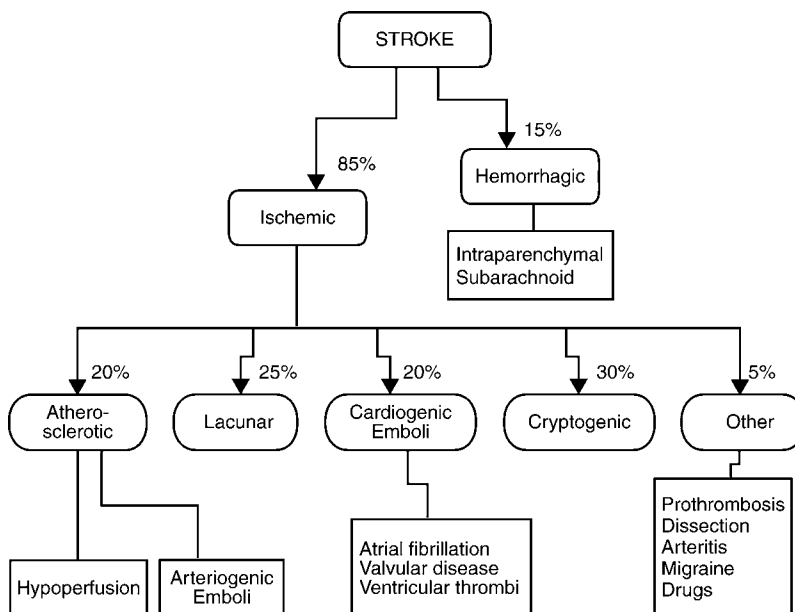 STROKE
15%
85%
Hemorrhagic
Ischemic
Intraparenchymal
Subarachnoid
20%
25%
20%
30%
5%
Athero-
sclerotic
Lacunar
Cardiogenic
Emboli
Cryptogenic
Other
Hypoperfusion
Arteriogenic
Emboli
Atrial fibrillation
Valvular disease
Ventricular thrombi
Prothrombosis
Dissection
Arteritis
Migraine
Drugs